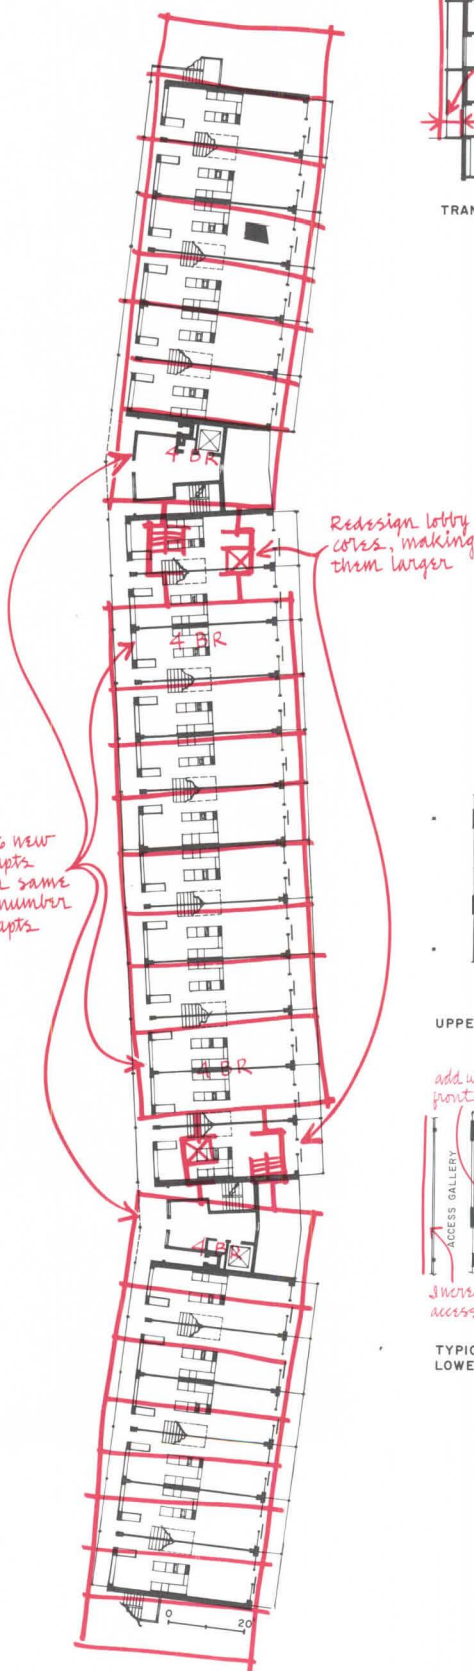 TRAN
4 BR
Redesign lobby
cores, making
them larger
4 BR
new
apts
same
number
apts
4 BR
UPPE
add
front
ACCESS GALLERY
4 BR
Incre
access
TYPIC
LOWE
0 20'